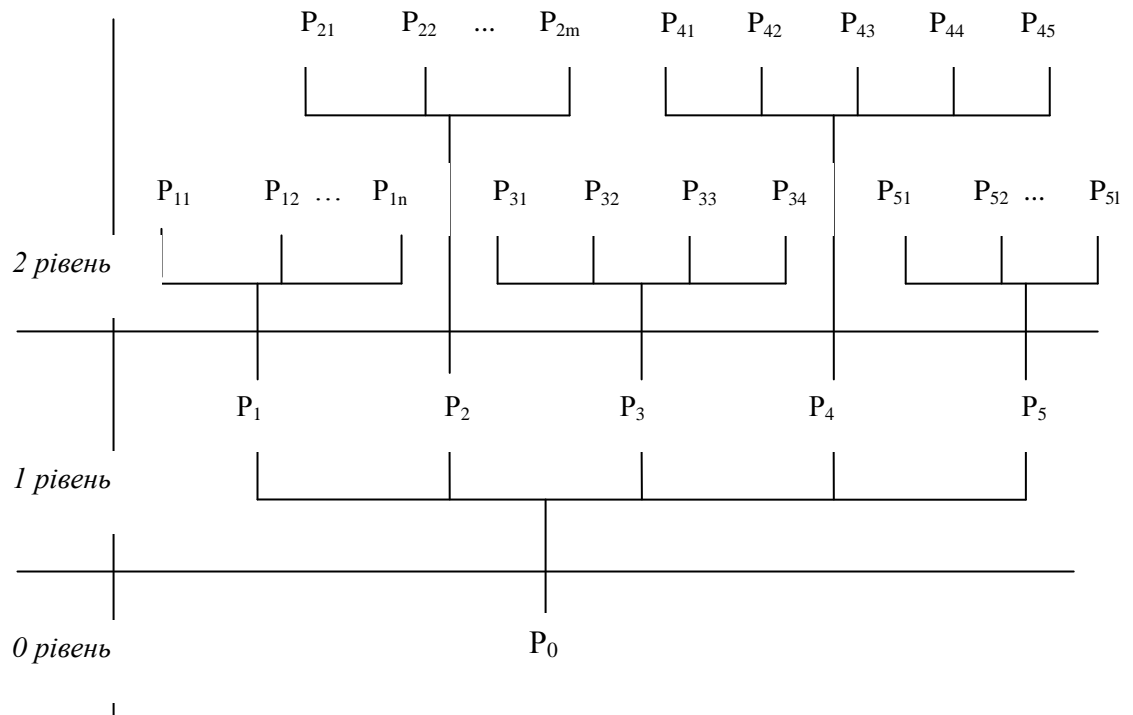 P₂₁ P₂₂ ... P₂ₘ P₄₁ P₄₂ P₄₃ P₄₄ P₄₅
P₁₁ P₁₂ … P₁ₙ P₃₁ P₃₂ P₃₃ P₃₄ P₅₁ P₅₂ ... P₅ₗ
2 рівень
P₁ P₂ P₃ P₄ P₅
1 рівень
P₀
0 рівень